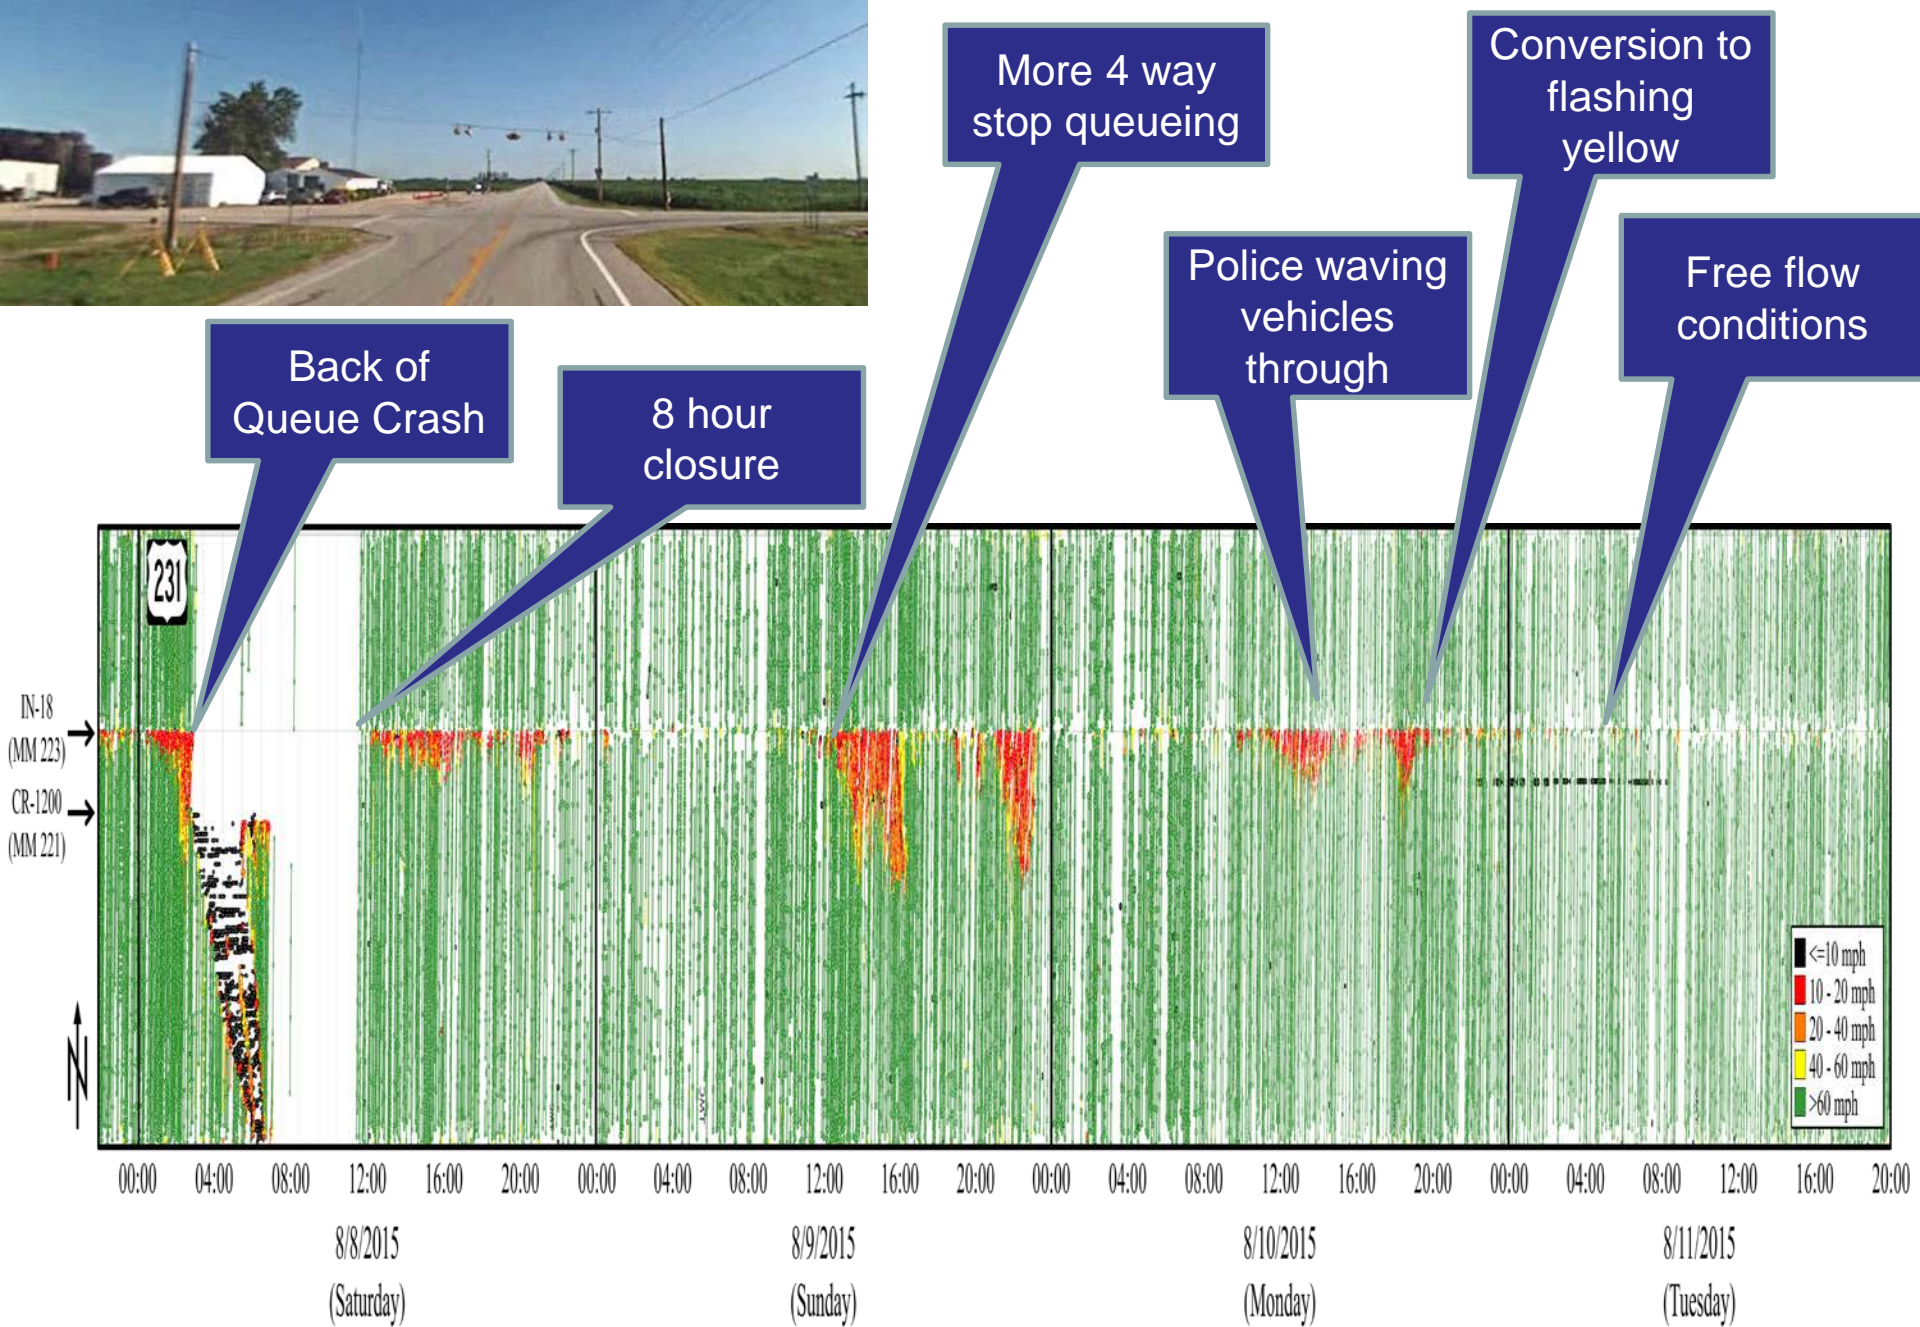 More 4 way
stop queueing
Conversion to
flashing
yellow
Police waving
vehicles
through
Free flow
conditions
Back of
Queue Crash
8 hour
closure
231
IN-18
(MM 223)
CR-1200
(MM 221)
N
<=10 mph
10 - 20 mph
20 - 40 mph
40 - 60 mph
>60 mph
00:00 04:00 08:00 12:00 16:00 20:00 00:00 04:00 08:00 12:00 16:00 20:00 00:00 04:00 08:00 12:00 16:00 20:00 00:00 04:00 08:00 12:00 16:00 20:00
8/8/2015 8/9/2015 8/10/2015 8/11/2015
(Saturday) (Sunday) (Monday) (Tuesday)